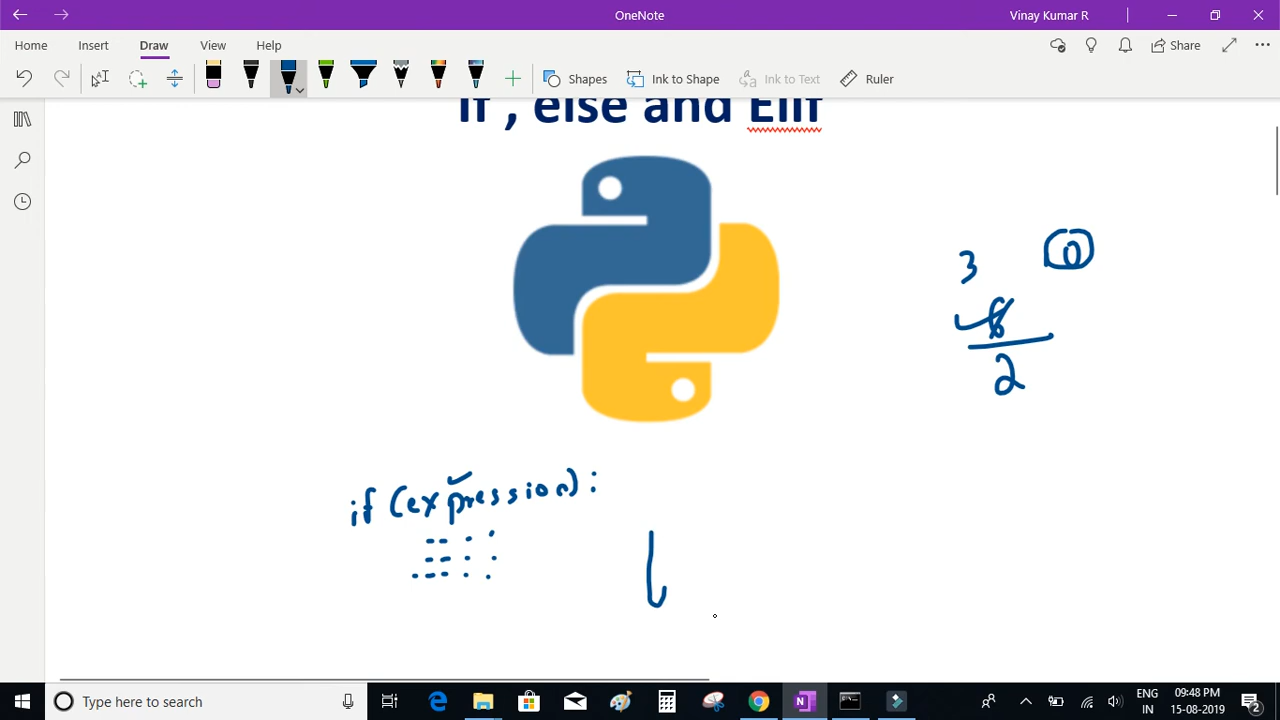 OneNote
Vinay Kumar R
Home Insert Draw View Help
Share
Shapes
Ink to Shape
Ink to Text
Ruler
If , else and Elif
3 0
8
2
if (expression):
Type here to search
ENG
IN
09:48 PM
15-08-2019
2